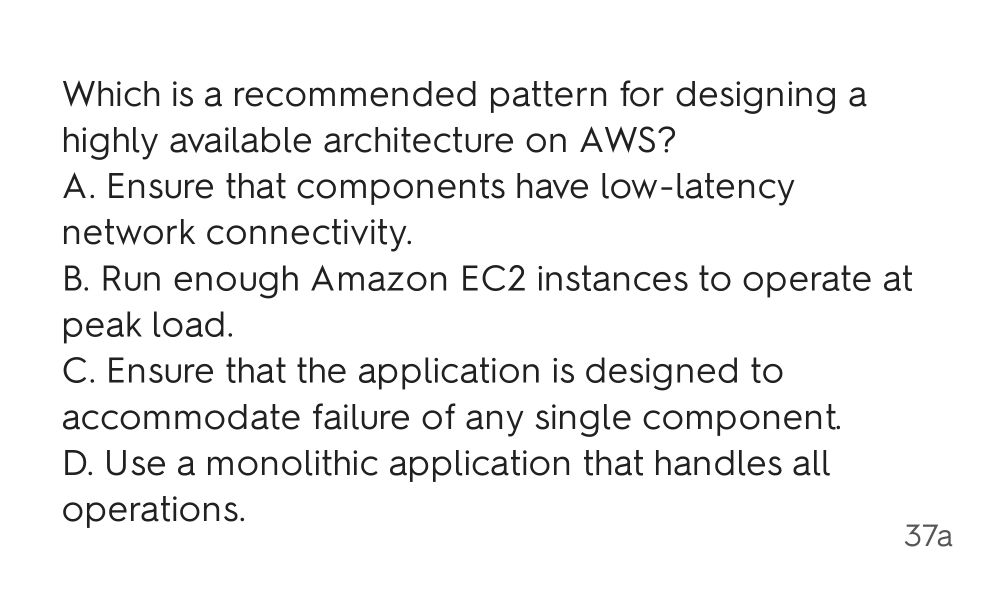 Which is a recommended pattern for designing a
highly available architecture on AWS?
A. Ensure that components have low-latency
network connectivity.
B. Run enough Amazon EC2 instances to operate at
peak load.
C. Ensure that the application is designed to
accommodate failure of any single component.
D. Use a monolithic application that handles all
operations.
37a